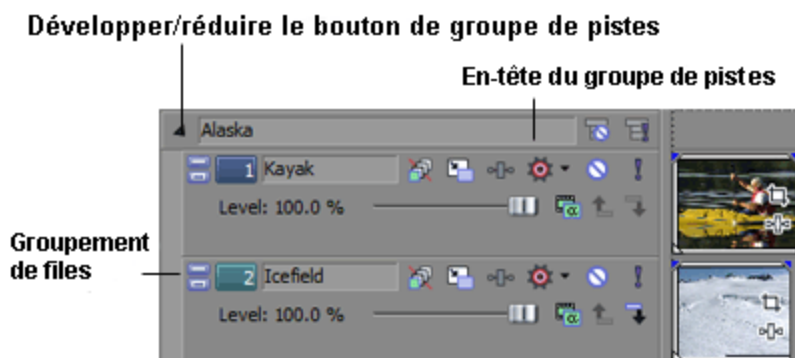 Développer/réduire le bouton de groupe de pistes
En-tête du groupe de pistes
Alaska
1 Kayak
Level: 100.0 %
Groupement
de files
2 Icefield
Level: 100.0 %